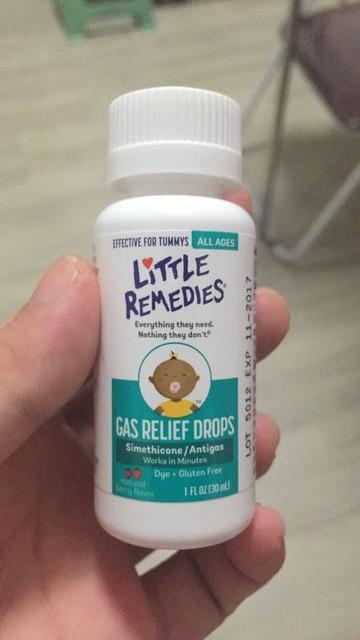 EFFECTIVE FOR TUMMYS ALL AGES
LiTTLE
REMEDIES®
Everything they need.
Nothing they don't.®
TM
GAS RELIEF DROPS
Simethicone/Antigas
Works in Minutes
Dye + Gluten Free
natural
berry flavor
1 FL OZ (30 mL)
LOT 5012 EXP 11-2017